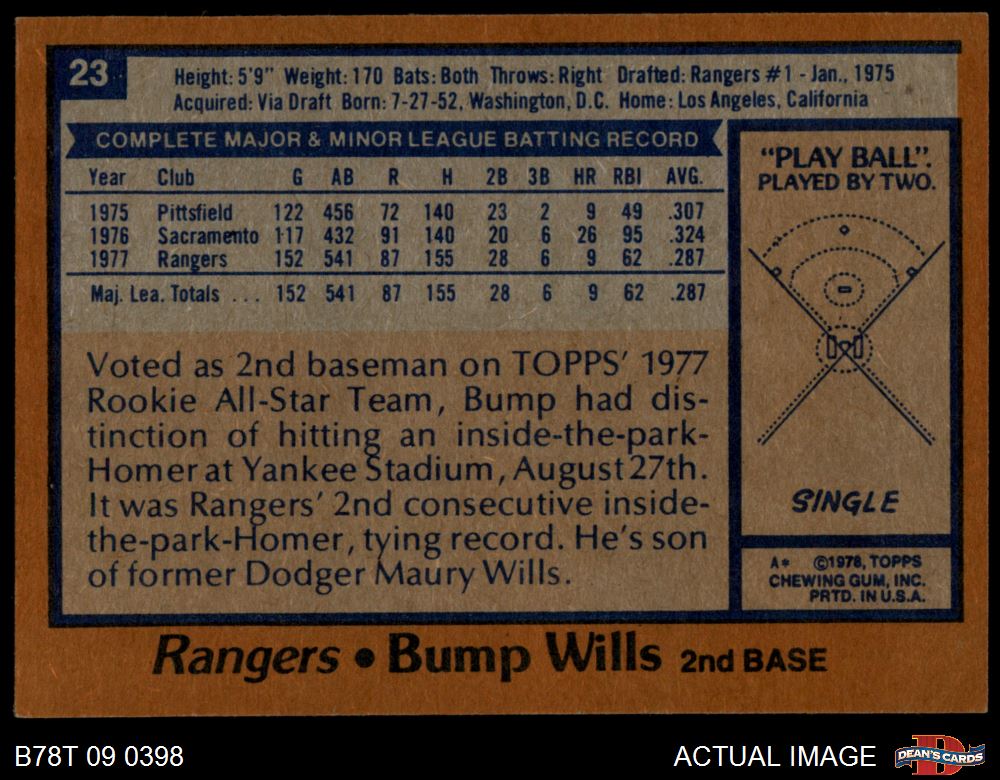 23
Height: 5'9" Weight: 170 Bats: Both Throws: Right Drafted: Rangers #1 - Jan., 1975
Acquired: Via Draft Born: 7-27-52, Washington, D.C. Home: Los Angeles, California
COMPLETE MAJOR & MINOR LEAGUE BATTING RECORD
Year Club G AB R H 2B 3B HR RBI AVG.
1975 Pittsfield 122 456 72 140 23 2 9 49 .307
1976 Sacramento 117 432 91 140 20 6 26 95 .324
1977 Rangers 152 541 87 155 28 6 9 62 .287
Maj. Lea. Totals ... 152 541 87 155 28 6 9 62 .287
Voted as 2nd baseman on TOPPS' 1977
Rookie All-Star Team, Bump had dis-
tinction of hitting an inside-the-park-
Homer at Yankee Stadium, August 27th.
It was Rangers' 2nd consecutive inside-
the-park-Homer, tying record. He's son
of former Dodger Maury Wills.
"PLAY BALL".
PLAYED BY TWO.
SINGLE
A* ©1978, TOPPS
CHEWING GUM, INC.
PRTD. IN U.S.A.
Rangers • Bump Wills 2nd BASE
B78T 09 0398
ACTUAL IMAGE
D
DEAN'S CARDS